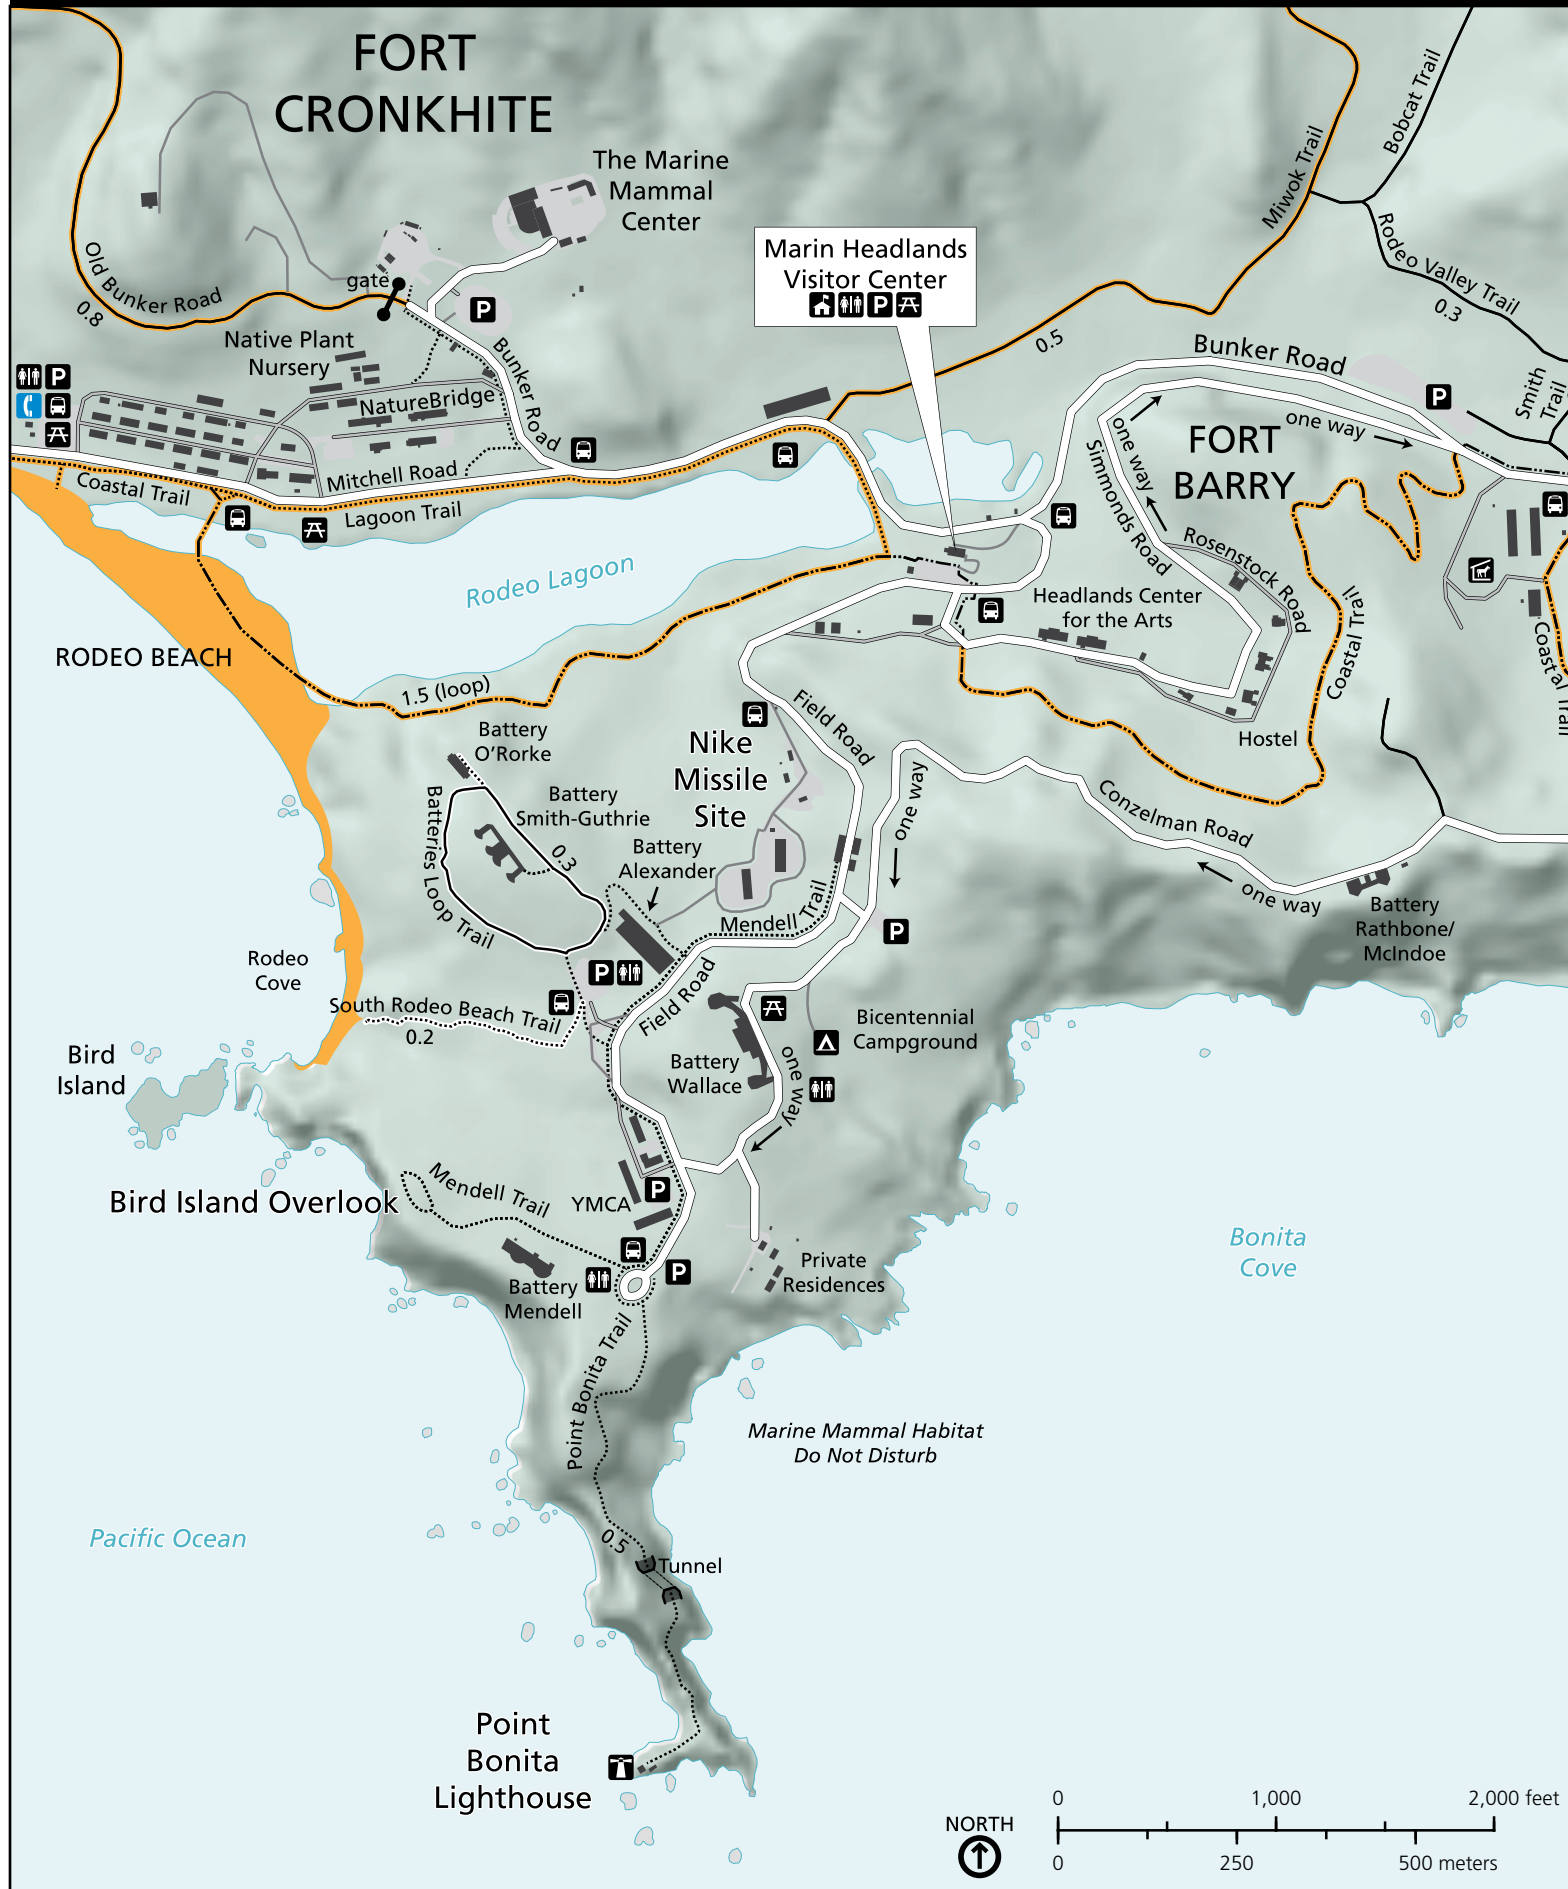 FORT
CRONKHITE
The Marine
Mammal
Center
Bobcat Trail
Miwok Trail
Marin Headlands
Visitor Center
P
Rodeo Valley Trail
0.3
Old Bunker Road
0.8
gate
P
Native Plant
Nursery
Bunker Road
0.5
Bunker Road
Smith
Trail
P
P
NatureBridge
one way
one way
FORT
BARRY
Simmonds Road
Mitchell Road
Coastal Trail
Lagoon Trail
Rosenstock Road
Rodeo Lagoon
Headlands Center
for the Arts
Coastal Trail
Coastal Trail
RODEO BEACH
1.5 (loop)
Field Road
Hostel
Battery
O'Rorke
Nike
Missile
Site
Battery
Smith-Guthrie
0.3
Batteries Loop Trail
Battery
Alexander
one way
Conzelman Road
one way
Mendell Trail
P
Battery
Rathbone/
McIndoe
Rodeo
Cove
P
South Rodeo Beach Trail
0.2
Field Road
Bicentennial
Campground
Bird
Island
Battery
Wallace
one way
Bird Island Overlook
Mendell Trail
YMCA
P
Bonita
Cove
P
Private
Residences
Battery
Mendell
Point Bonita Trail
Marine Mammal Habitat
Do Not Disturb
Pacific Ocean
0.5
Tunnel
Point
Bonita
Lighthouse
NORTH
0
1,000
2,000 feet
0
250
500 meters